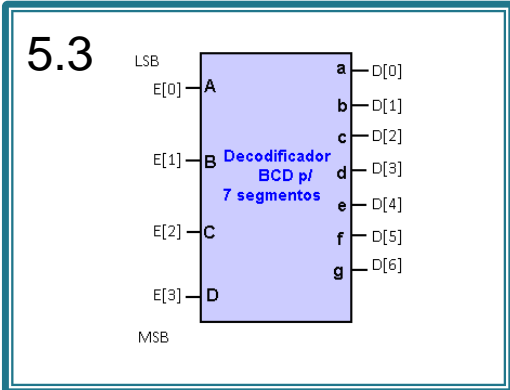 5.3
LSB
E[0] A a D[0]
b D[1]
c D[2]
E[1] B Decodificador d D[3]
BCD p/
7 segmentos e D[4]
E[2] C f D[5]
g D[6]
E[3] D
MSB